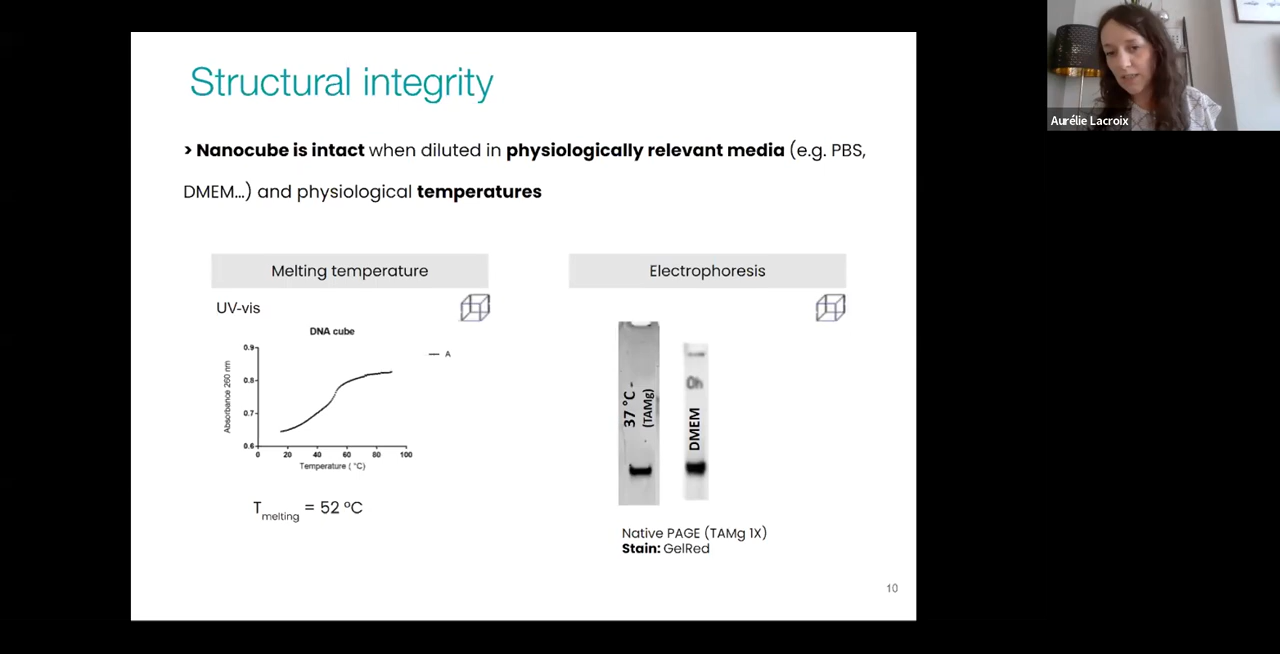 Structural integrity
> Nanocube is intact when diluted in physiologically relevant media (e.g. PBS,
DMEM...) and physiological temperatures
Melting temperature
UV-vis
DNA cube
A
0.9
0.8
0.7
0.6
Absorbance 260 nm
0 20 40 60 80 100
Temperature ( °C)
Tmelting = 52 °C
Electrophoresis
37 °C -
(TAMg)
0h
DMEM
Native PAGE (TAMg 1X)
Stain: GelRed
10
Aurélie Lacroix